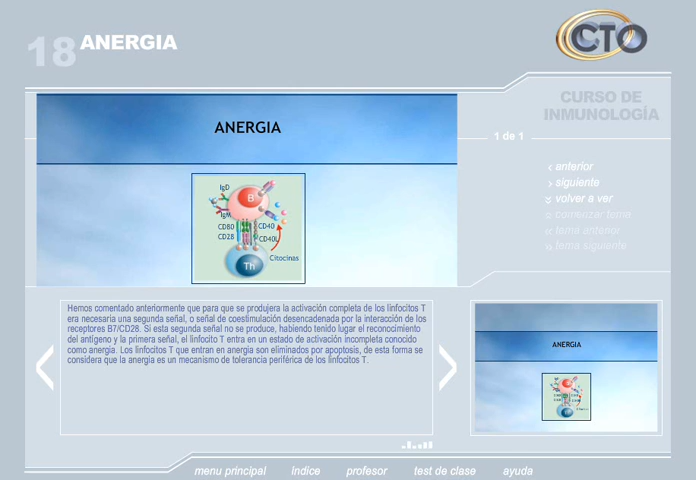 18 ANERGIA
CTO
CURSO DE
INMUNOLOGÍA
1 de 1
anterior
siguiente
volver a ver
comenzar tema
tema anterior
tema siguiente
ANERGIA
IgD
B
IgM
CD80 CD40
CD28 CD40L
Citocinas
Th
Hemos comentado anteriormente que para que se produjera la activación completa de los linfocitos T
era necesaria una segunda señal, o señal de coestimulación desencadenada por la interacción de los
receptores B7/CD28. Si esta segunda señal no se produce, habiendo tenido lugar el reconocimiento
del antígeno y la primera señal, el linfocito T entra en un estado de activación incompleta conocido
como anergia. Los linfocitos T que entran en anergia son eliminados por apoptosis, de esta forma se
considera que la anergia es un mecanismo de tolerancia periférica de los linfocitos T.
ANERGIA
menu principal índice profesor test de clase ayuda